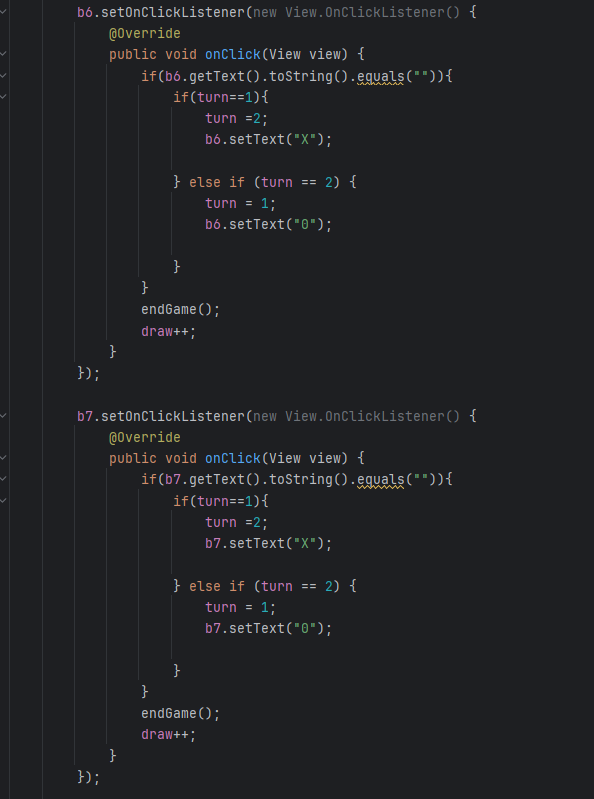 b6.setOnClickListener(new View.OnClickListener() {
    @Override
    public void onClick(View view) {
        if(b6.getText().toString().equals("")){
            if(turn==1){
                turn =2;
                b6.setText("X");
            } else if (turn == 2) {
                turn = 1;
                b6.setText("0");
            }
        }
        endGame();
        draw++;
    }
});
b7.setOnClickListener(new View.OnClickListener() {
    @Override
    public void onClick(View view) {
        if(b7.getText().toString().equals("")){
            if(turn==1){
                turn =2;
                b7.setText("X");
            } else if (turn == 2) {
                turn = 1;
                b7.setText("0");
            }
        }
        endGame();
        draw++;
    }
});